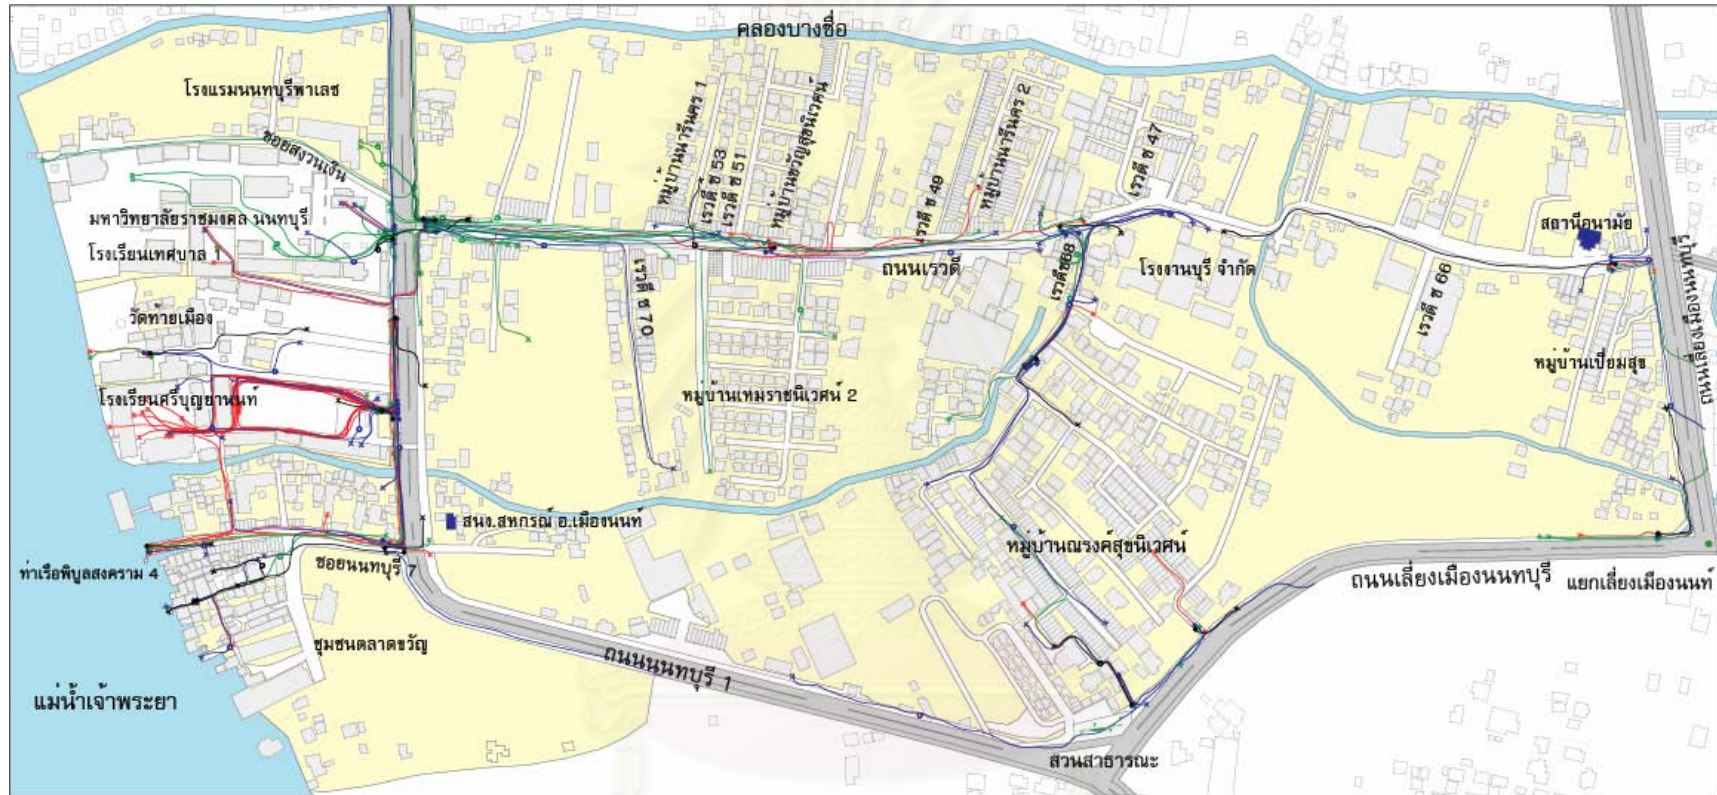 คลองบางซื่อ
โรงแรมนนทบุรีพาเลซ
ซอยสงวนเงิน
หมู่บ้านนารีนคร 1
เรวดี ซ 53
เรวดี ซ 51
หมู่บ้านขวัญสุขนิเวศน์
เรวดี ซ 49
หมู่บ้านนารีนคร 2
เรวดี ซ 47
มหาวิทยาลัยราชมงคล นนทบุรี
สถานีอนามัย
โรงเรียนเทศบาล 1
เรวดี ซ 70
ถนนเรวดี
เรวดีซ68
โรงงานบุรี จำกัด
เรวดี ซ 66
วัดท้ายเมือง
หมู่บ้านเปี่ยมสุข
โรงเรียนศรีบุญยานนท์
หมู่บ้านเทมราชนิเวศน์ 2
สนง.สหกรณ์ อ.เมืองนนท์
หมู่บ้านณรงค์สุขนิเวศน์
ท่าเรือพิบูลสงคราม 4
ซอยนนทบุรี 7
ถนนเลี่ยงเมืองนนทบุรี
แยกเลี่ยงเมืองนนท์
ชุมชนตลาดขวัญ
ถนนนนทบุรี 1
แม่น้ำเจ้าพระยา
สวนสาธารณะ